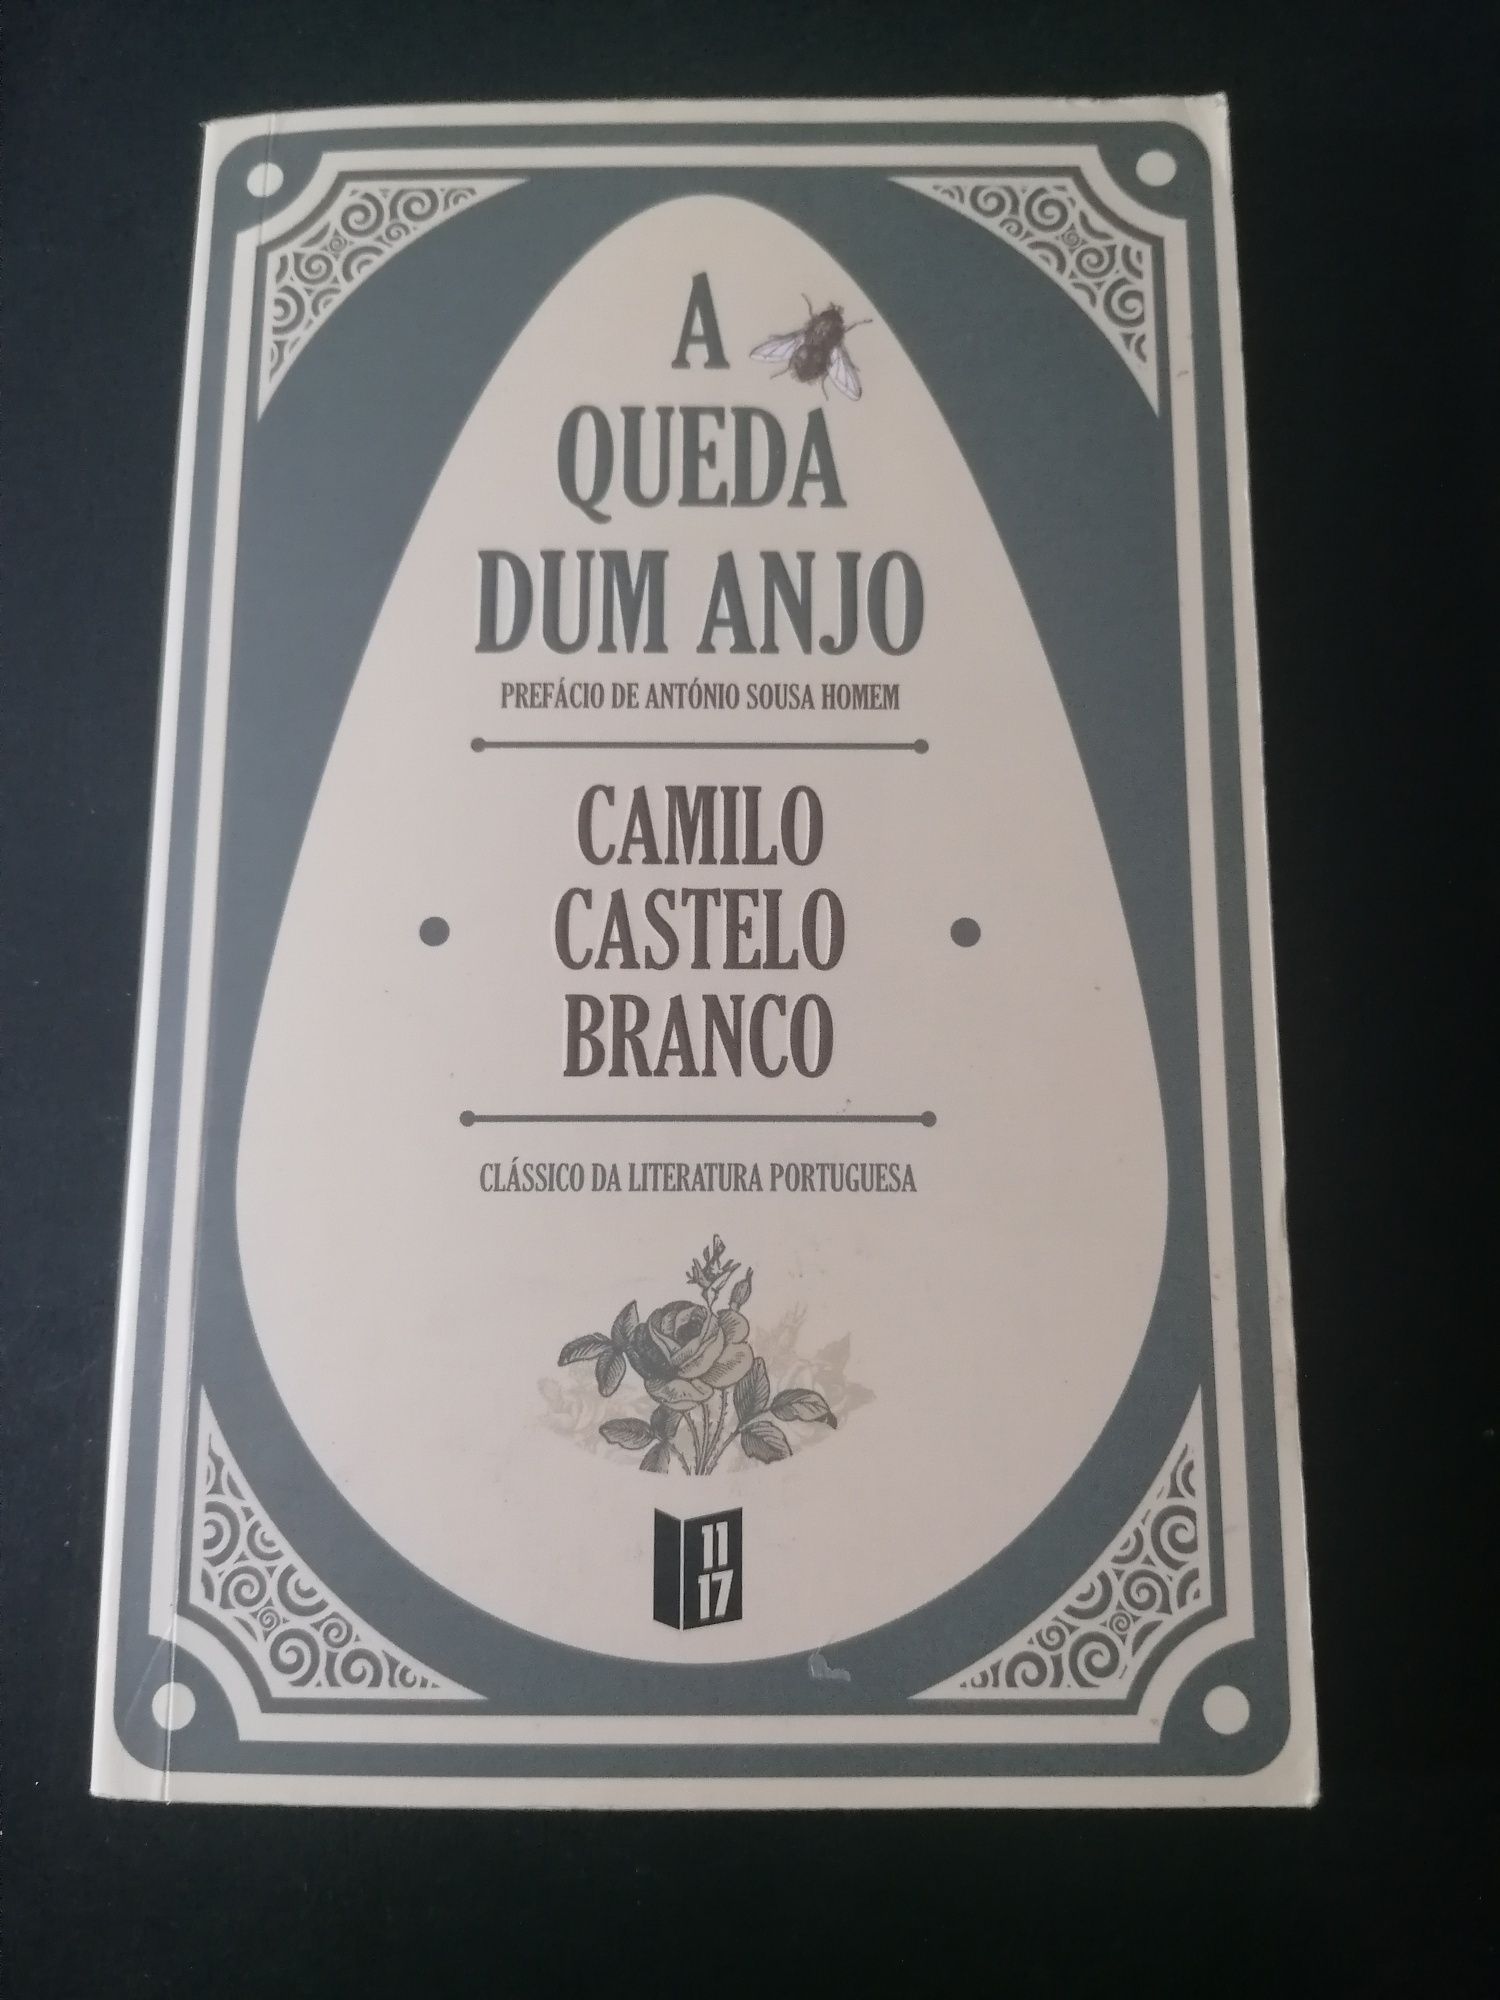 A
QUEDA
DUM ANJO
PREFÁCIO DE ANTÓNIO SOUSA HOMEM
CAMILO
CASTELO
BRANCO
CLÁSSICO DA LITERATURA PORTUGUESA
11
17